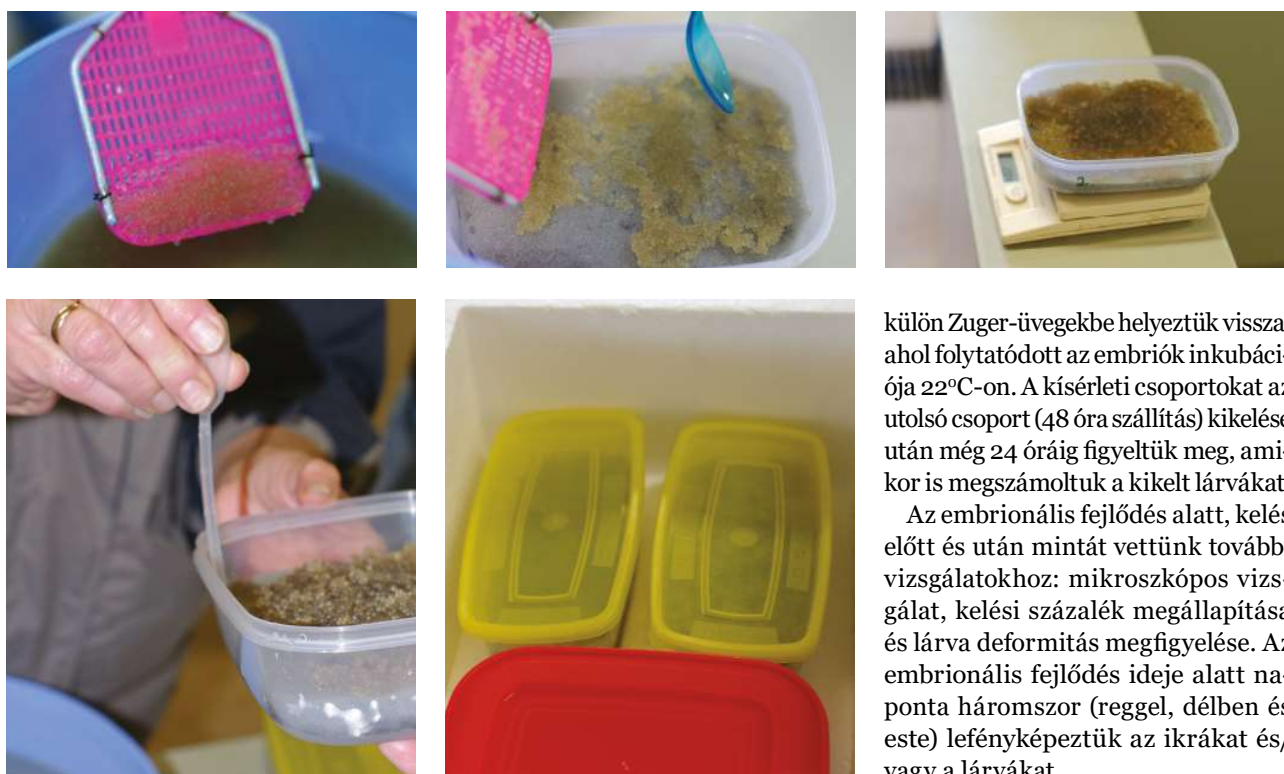 külön Zuger-üvegekbe helyeztük vissza
ahol folytatódott az embriók inkubáci-
ója 22°C-on. A kísérleti csoportokat az
utolsó csoport (48 óra szállítás) kikelése
után még 24 óráig figyeltük meg, ami-
kor is megszámoltuk a kikelt lárvákat
Az embrionális fejlődés alatt, kelés
előtt és után mintát vettünk további
vizsgálatokhoz: mikroszkópos vizs-
gálat, kelési százalék megállapítása
és lárva deformitás megfigyelése. Az
embrionális fejlődés ideje alatt na-
ponta háromszor (reggel, délben és
este) lefényképeztük az ikrákat és/
vagy a lárvákat